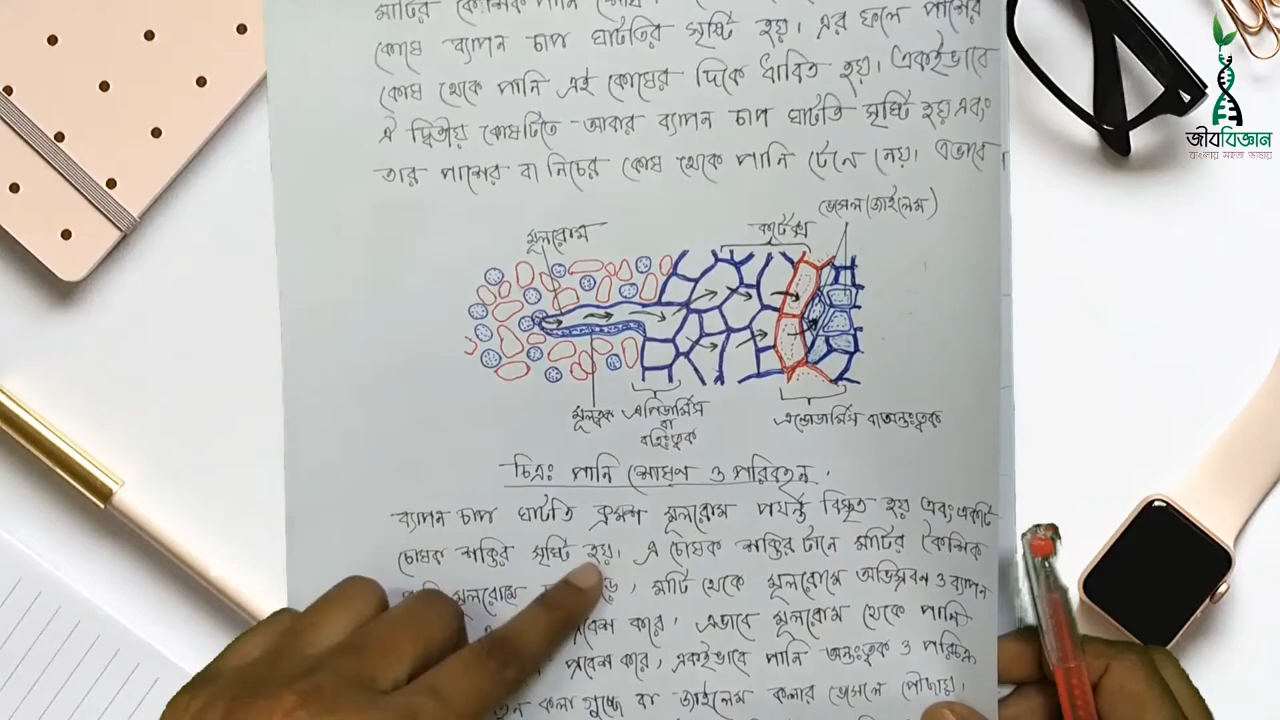 মাটির কৈশিক পানি শোষণ
কোষে ব্যাপন চাপ ঘাটতির সৃষ্টি হয়। এর ফলে পাশের
কোষ থেকে পানি এই কোষের দিকে ধাবিত হয়। একইভাবে
ঐ দ্বিতীয় কোষটিতে আবার ব্যাপন চাপ ঘাটতি সৃষ্টি হয় এবং
তার পাশের বা নিচের কোষ থেকে পানি টেনে নেয়। এভাবে
ভেসেল(জাইলেম)
মূলরোম
কর্টেক্স
মূলত্বক
এপিডার্মিস
বা
বহিঃত্বক
এন্ডোডার্মিস বা অন্তঃত্বক
চিত্রঃ পানি শোষণ ও পরিবহন।
ব্যাপন চাপ ঘাটতি ক্রমশ মূলরোম পর্যন্ত বিস্তৃত হয় এবং একটি
চোষক শক্তির সৃষ্টি হয়। এ চোষক শক্তির টানে মাটির কৈশিক
মূলরোমে মাটি থেকে মূলরোমে অভিস্রবন ও ব্যাপন
প্রবেশ করে। এভাবে মূলরোম থেকে পানি
প্রবেশ করে, একইভাবে পানি অন্তঃত্বক ও পরিচক্র
কলা গুচ্ছে বা জাইলেম কলার ভেসেলে পৌঁছায়।
জীববিজ্ঞান
বাংলায় সহজ ভাষায়